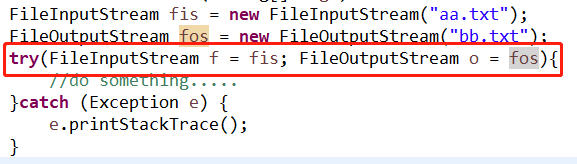 FileInputStream fis = new FileInputStream("aa.txt");
FileOutputStream fos = new FileOutputStream("bb.txt");
try(FileInputStream f = fis; FileOutputStream o = fos){
//do something.....
}catch (Exception e) {
e.printStackTrace();
}